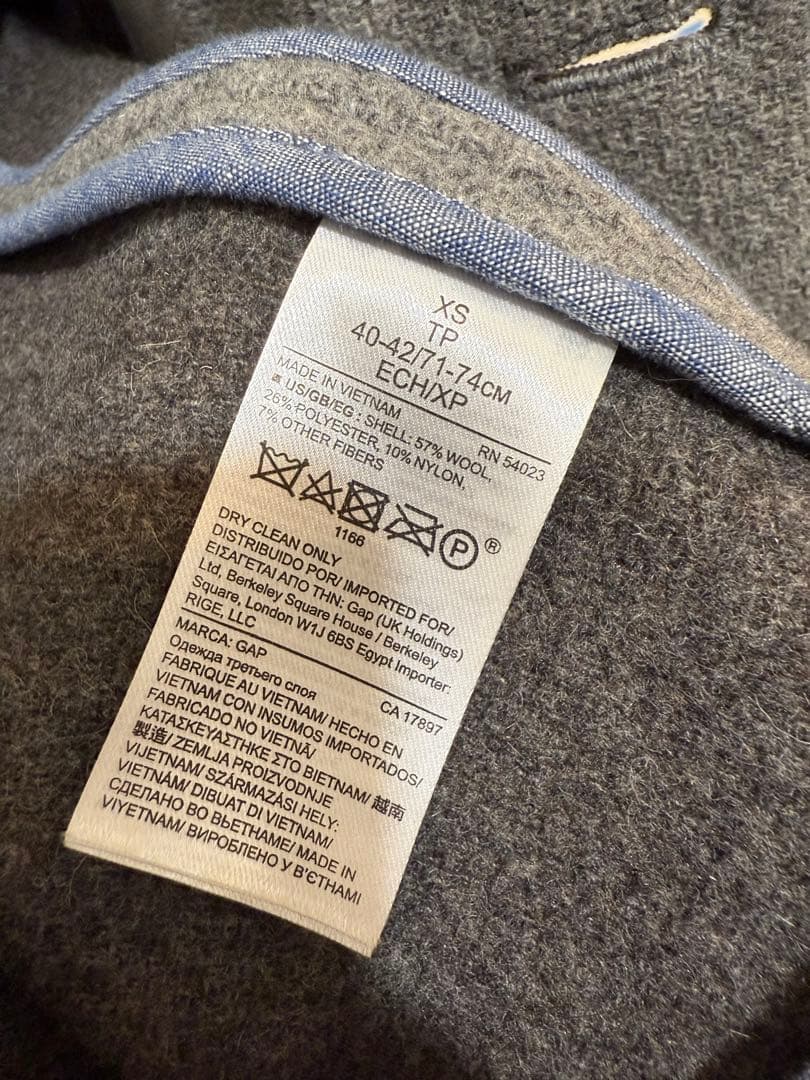 XS
TP
40-42/71-74CM
ECH/XP
MADE IN VIETNAM
RN 54023
US/GB/EG : SHELL: 57% WOOL,
26% POLYESTER, 10% NYLON,
7% OTHER FIBERS
1166
P ®
DRY CLEAN ONLY
DISTRIBUIDO POR/ IMPORTED FOR/
ΕΙΣΑΓΕΤΑΙ ΑΠΟ ΤΗΝ: Gap (UK Holdings)
Ltd, Berkeley Square House / Berkeley
Square, London W1J 6BS Egypt Importer:
RIGE, LLC
MARCA: GAP
CA 17897
Одежда третьего слоя
FABRIQUE AU VIETNAM/ HECHO EN
VIETNAM CON INSUMOS IMPORTADOS/
FABRICADO NO VIETNÃ/
ΚΑΤΑΣΚΕΥΑΣΤΗΚΕ ΣΤΟ ΒΙΕΤΝΑΜ/ 越南
製造/ ZEMLJA PROIZVODNJE
VIJETNAM/ SZÁRMAZÁSI HELY:
VIETNÁM/ DIBUAT DI VIETNAM/
СДЕЛАНО ВО ВЬЕТНАМЕ/ MADE IN
VIYETNAM/ ВИРОБЛЕНО У В'ЄТНАМІ